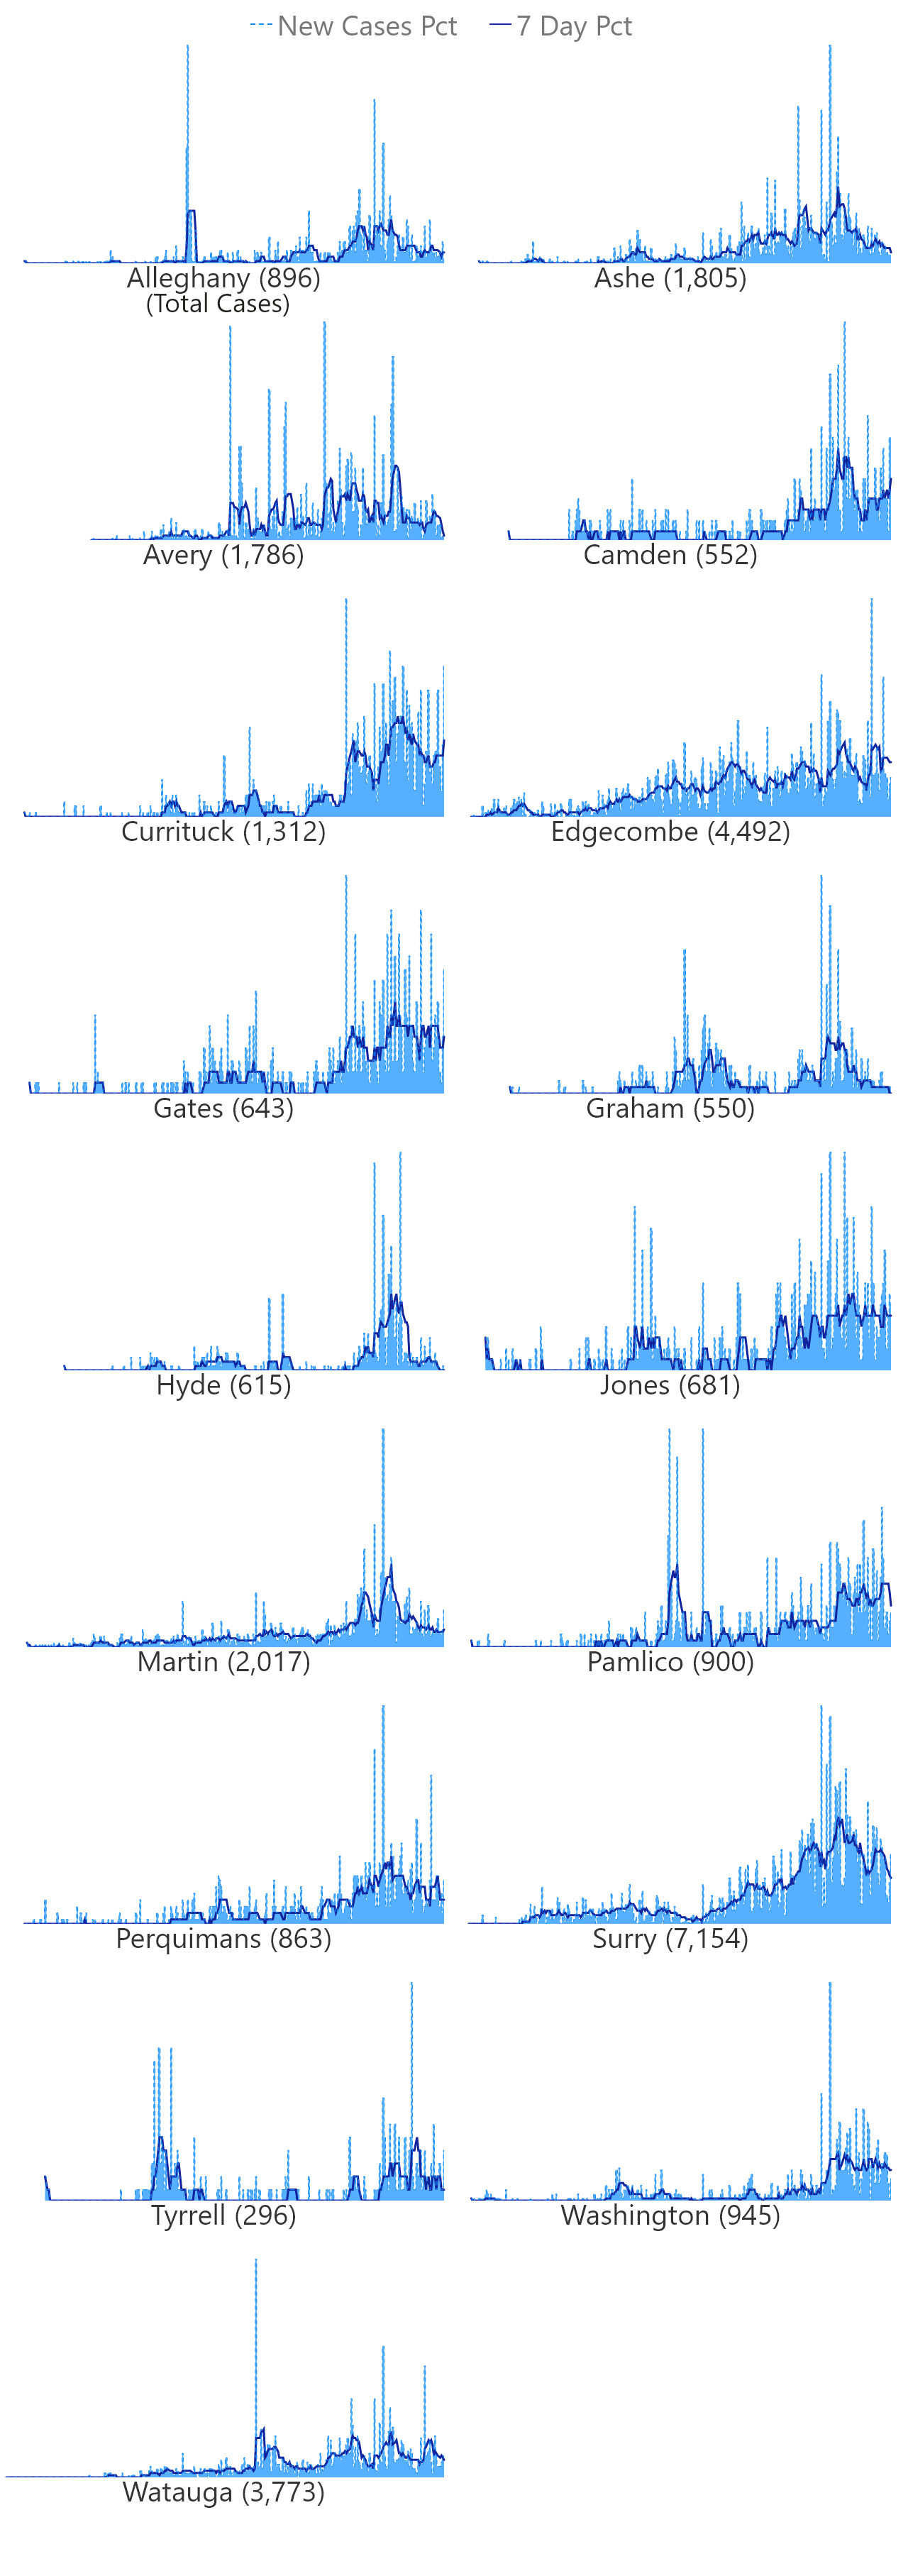 New Cases Pct 7 Day Pct
Alleghany (896) Ashe (1,805)
(Total Cases)
Avery (1,786) Camden (552)
Currituck (1,312) Edgecombe (4,492)
Gates (643) Graham (550)
Hyde (615) Jones (681)
Martin (2,017) Pamlico (900)
Perquimans (863) Surry (7,154)
Tyrrell (296) Washington (945)
Watauga (3,773)